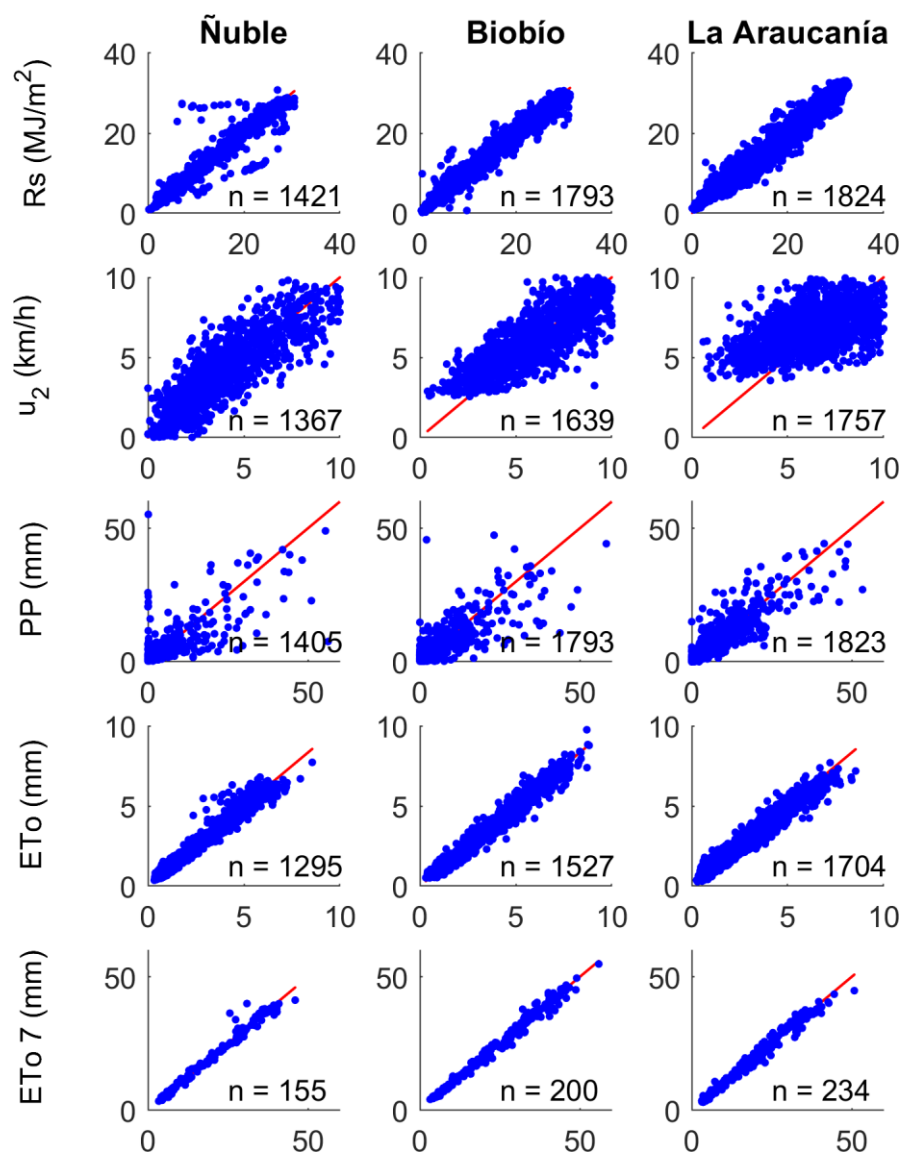 Ñuble Biobío La Araucanía
Rs (MJ/m²)
40 40 40
20 20 20
0 0 0
n = 1421 n = 1793 n = 1824
0 20 40 0 20 40 0 20 40
u₂ (km/h)
10 10 10
5 5 5
0 0 0
n = 1367 n = 1639 n = 1757
0 5 10 0 5 10 0 5 10
PP (mm)
50 50 50
0 0 0
n = 1405 n = 1793 n = 1823
0 50 0 50 0 50
ETo (mm)
10 10 10
5 5 5
0 0 0
n = 1295 n = 1527 n = 1704
0 5 10 0 5 10 0 5 10
ETo 7 (mm)
50 50 50
0 0 0
n = 155 n = 200 n = 234
0 50 0 50 0 50